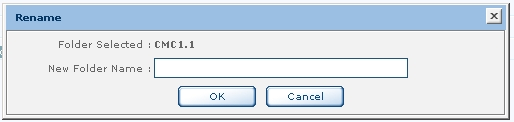 Rename
Folder Selected : CMC1.1
New Folder Name :
OK Cancel